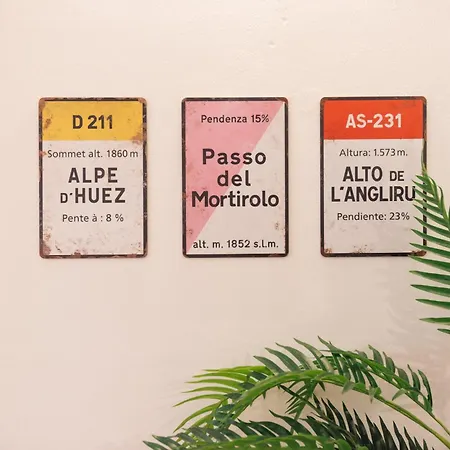 D 211
Sommet alt. 1860 m
ALPE
D'HUEZ
Pente à : 8 %
Pendenza 15%
Passo
del
Mortirolo
alt. m. 1852 s.l.m.
AS-231
Altura: 1.573 m.
ALTO DE
L'ANGLIRU
Pendiente: 23%